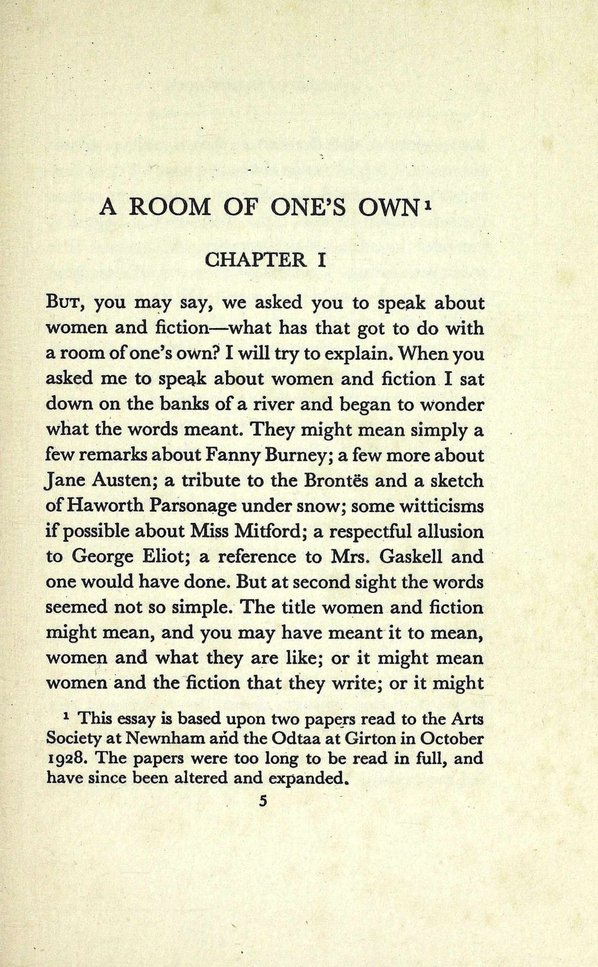 A ROOM OF ONE'S OWN¹
CHAPTER I
BUT, you may say, we asked you to speak about
women and fiction—what has that got to do with
a room of one's own? I will try to explain. When you
asked me to speak about women and fiction I sat
down on the banks of a river and began to wonder
what the words meant. They might mean simply a
few remarks about Fanny Burney; a few more about
Jane Austen; a tribute to the Brontës and a sketch
of Haworth Parsonage under snow; some witticisms
if possible about Miss Mitford; a respectful allusion
to George Eliot; a reference to Mrs. Gaskell and
one would have done. But at second sight the words
seemed not so simple. The title women and fiction
might mean, and you may have meant it to mean,
women and what they are like; or it might mean
women and the fiction that they write; or it might
¹ This essay is based upon two papers read to the Arts
Society at Newnham and the Odtaa at Girton in October
1928. The papers were too long to be read in full, and
have since been altered and expanded.
5